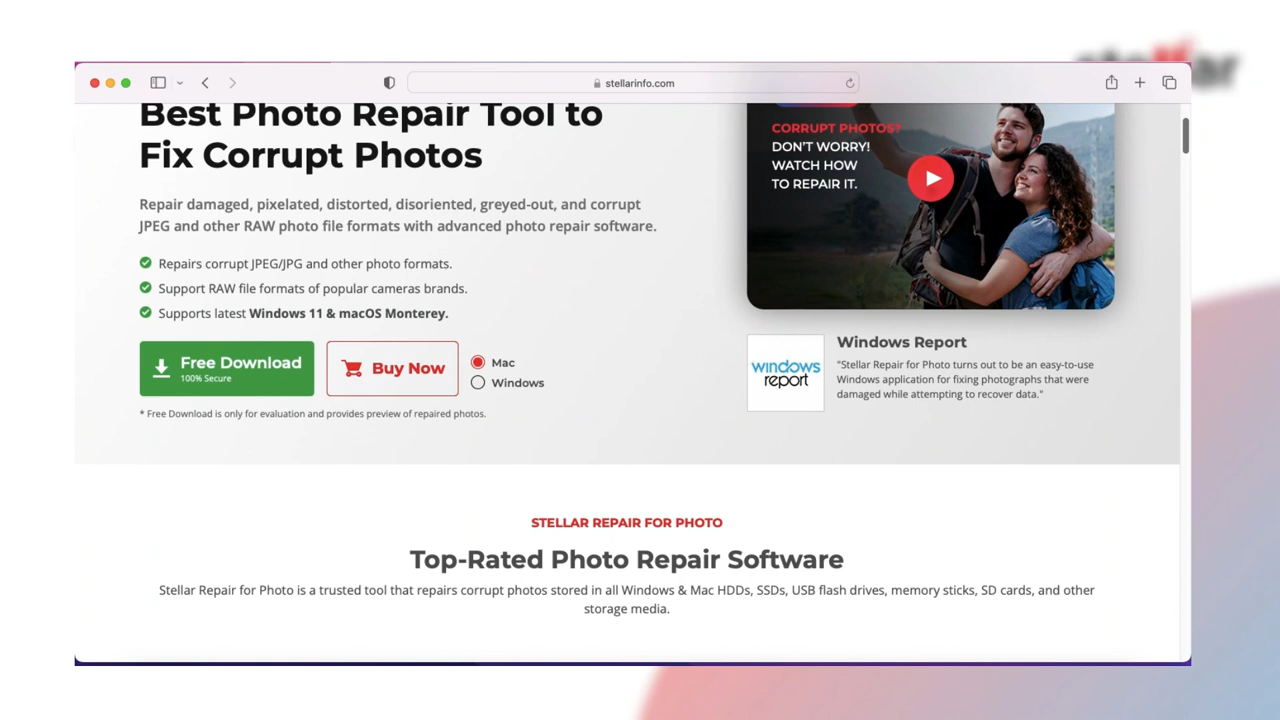 stellarinfo.com
Best Photo Repair Tool to
Fix Corrupt Photos
Repair damaged, pixelated, distorted, disoriented, greyed-out, and corrupt
JPEG and other RAW photo file formats with advanced photo repair software.
Repairs corrupt JPEG/JPG and other photo formats.
Support RAW file formats of popular cameras brands.
Supports latest Windows 11 & macOS Monterey.
Free Download
100% Secure
Buy Now
Mac
Windows
* Free Download is only for evaluation and provides preview of repaired photos.
CORRUPT PHOTOS?
DON'T WORRY!
WATCH HOW
TO REPAIR IT.
windows
report
Windows Report
"Stellar Repair for Photo turns out to be an easy-to-use
Windows application for fixing photographs that were
damaged while attempting to recover data."
STELLAR REPAIR FOR PHOTO
Top-Rated Photo Repair Software
Stellar Repair for Photo is a trusted tool that repairs corrupt photos stored in all Windows & Mac HDDs, SSDs, USB flash drives, memory sticks, SD cards, and other
storage media.